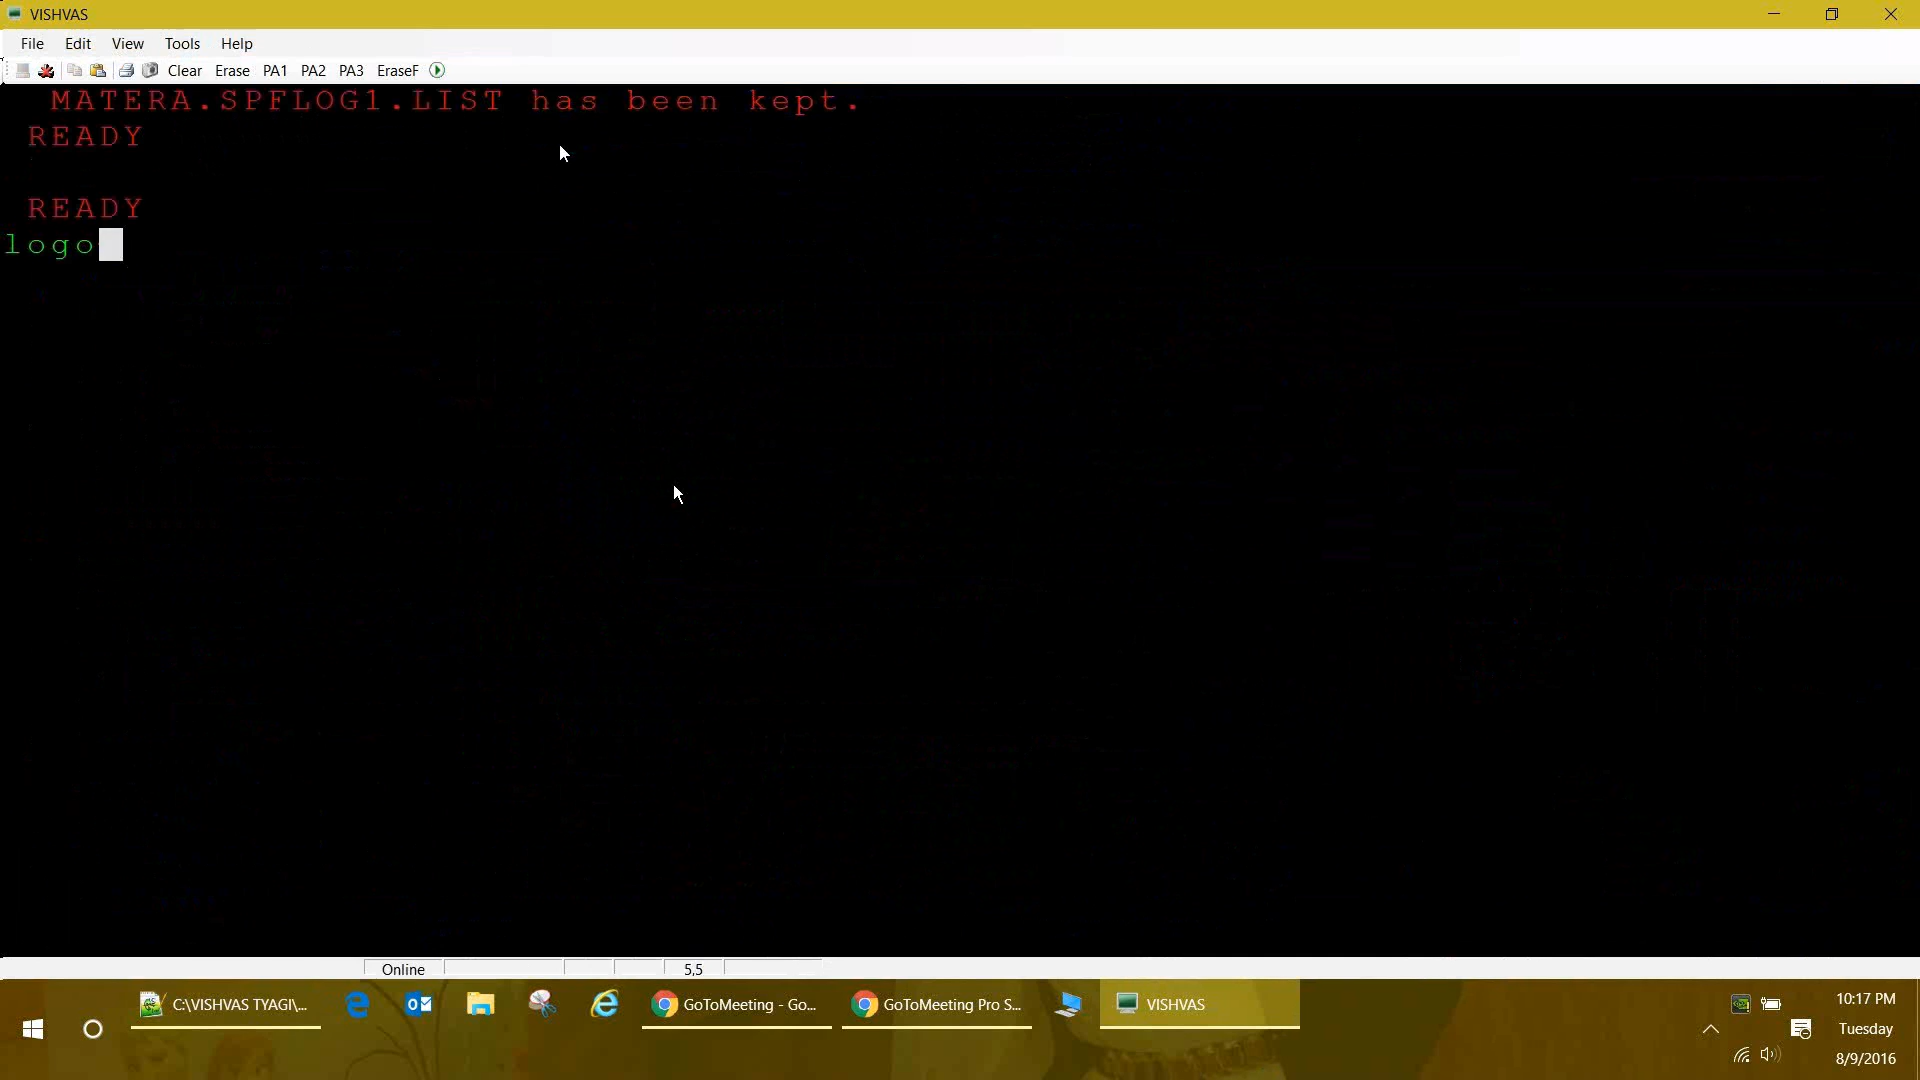 VISHVAS
File Edit View Tools Help
Clear Erase PA1 PA2 PA3 EraseF
MATERA.SPFLOG1.LIST has been kept.
READY
READY
logo
Online 5,5
C:\VISHVAS TYAGI\... GoToMeeting - Go... GoToMeeting Pro S... VISHVAS
10:17 PM
Tuesday
8/9/2016